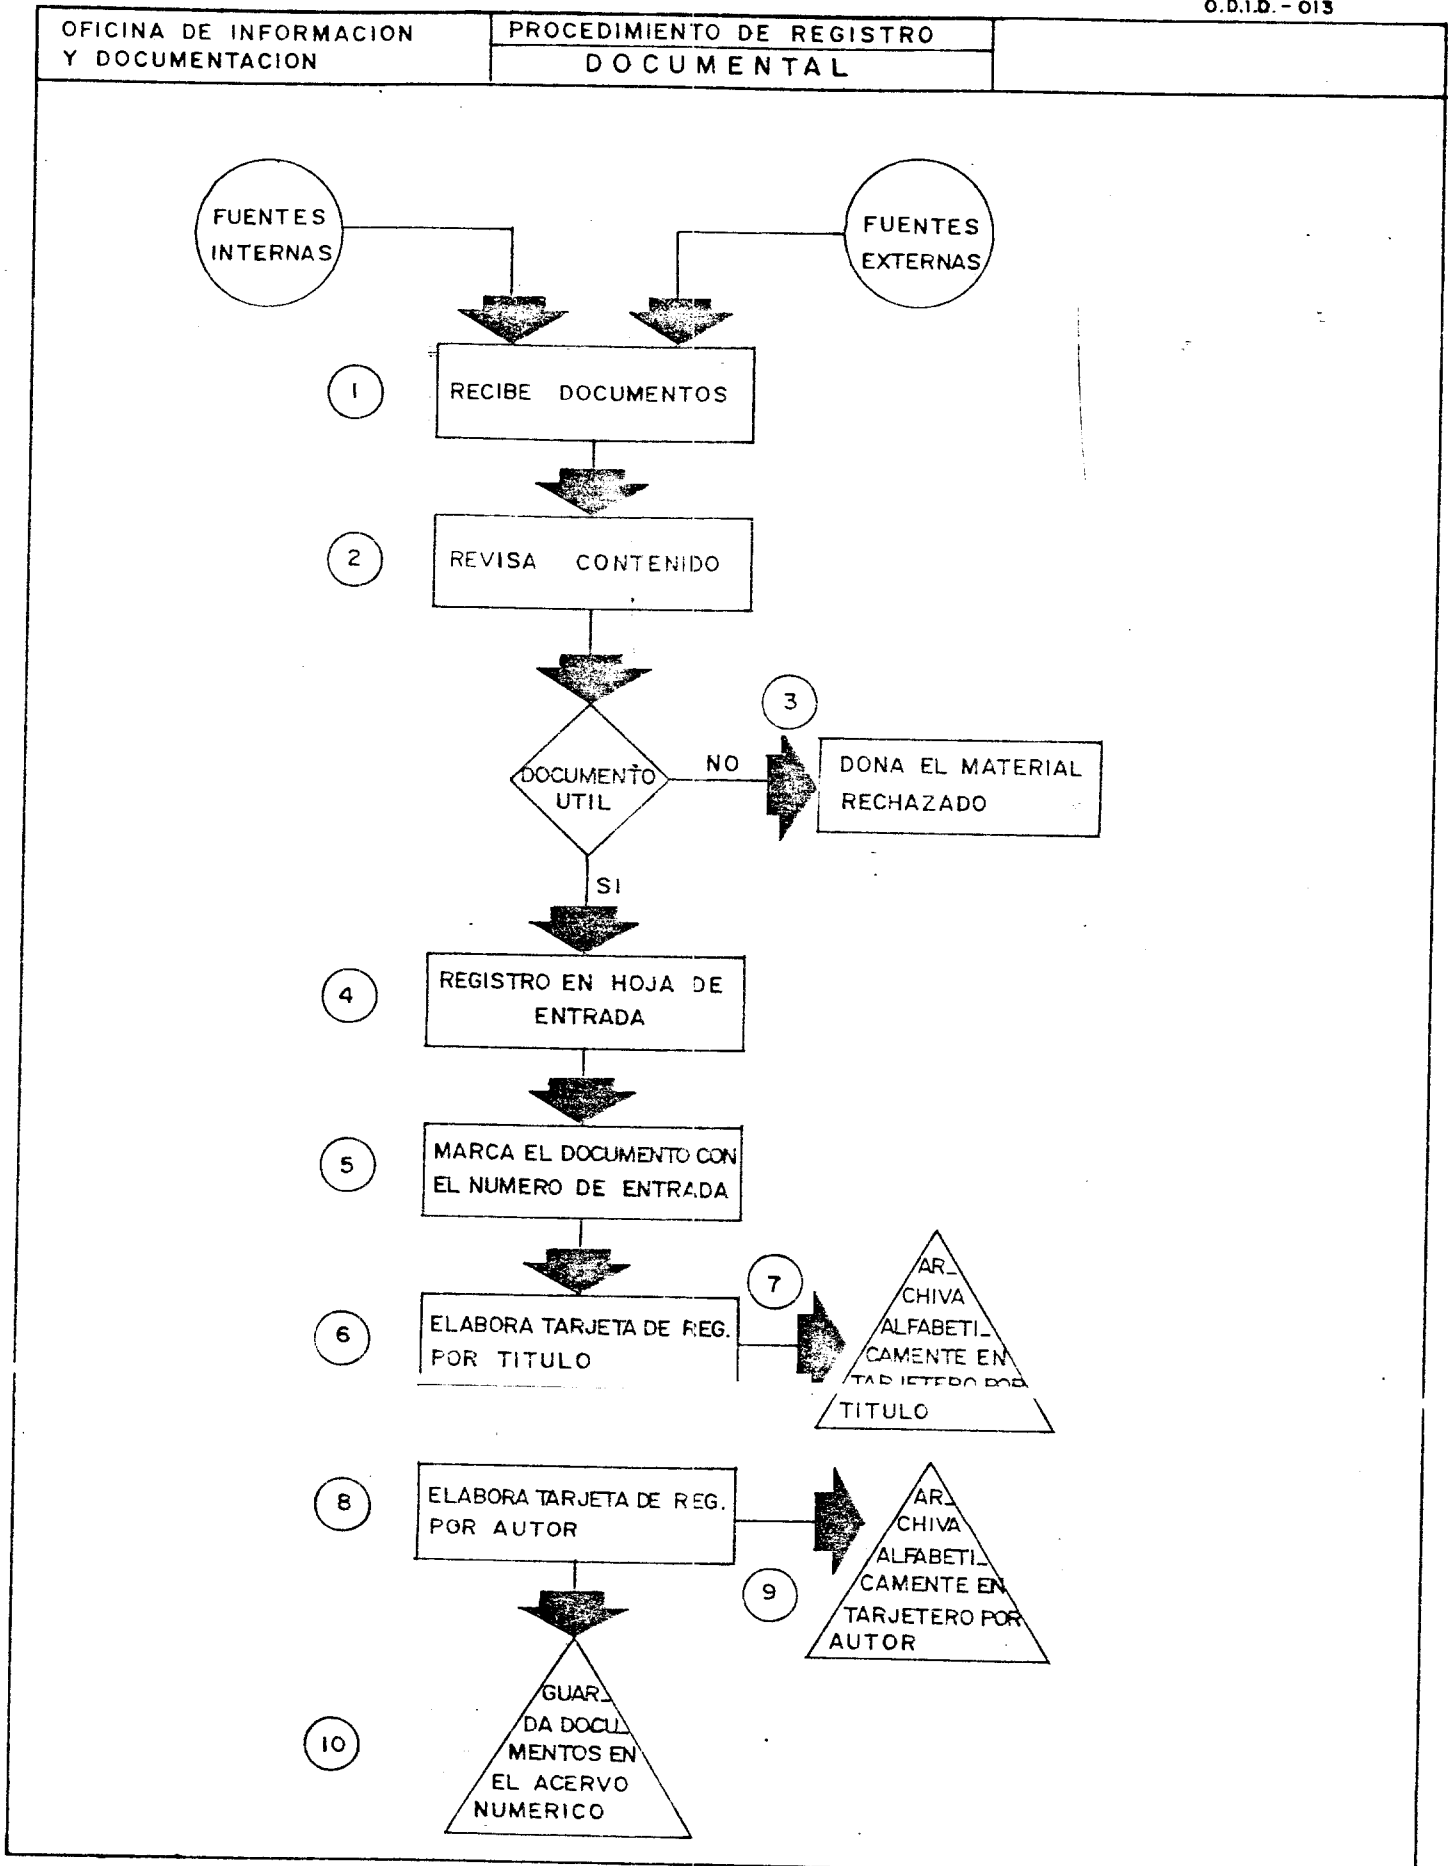 O.D.I.D. - 013
OFICINA DE INFORMACION
Y DOCUMENTACION
PROCEDIMIENTO DE REGISTRO
DOCUMENTAL
FUENTES
INTERNAS
FUENTES
EXTERNAS
1
RECIBE DOCUMENTOS
2
REVISA CONTENIDO
3
DOCUMENTO
UTIL
NO
DONA EL MATERIAL
RECHAZADO
SI
4
REGISTRO EN HOJA DE
ENTRADA
5
MARCA EL DOCUMENTO CON
EL NUMERO DE ENTRADA
6
ELABORA TARJETA DE REG.
POR TITULO
7
AR_
CHIVA
ALFABETI_
CAMENTE EN
TARJETERO POR
TITULO
8
ELABORA TARJETA DE REG.
POR AUTOR
9
AR_
CHIVA
ALFABETI_
CAMENTE EN
TARJETERO POR
AUTOR
10
GUAR_
DA DOCU_
MENTOS EN
EL ACERVO
NUMERICO